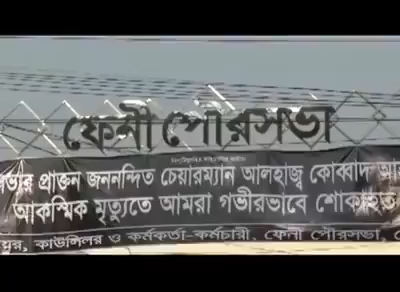 ফেনী পৌরসভা
প্রাক্তন জননন্দিত চেয়ারম্যান আলহাজ্ব কোব্বাদ
আকস্মিক মৃত্যুতে আমরা গভীরভাবে শোকাহত
কাউন্সিলর ও কর্মকর্তা-কর্মচারী, ফেনী পৌরসভা,